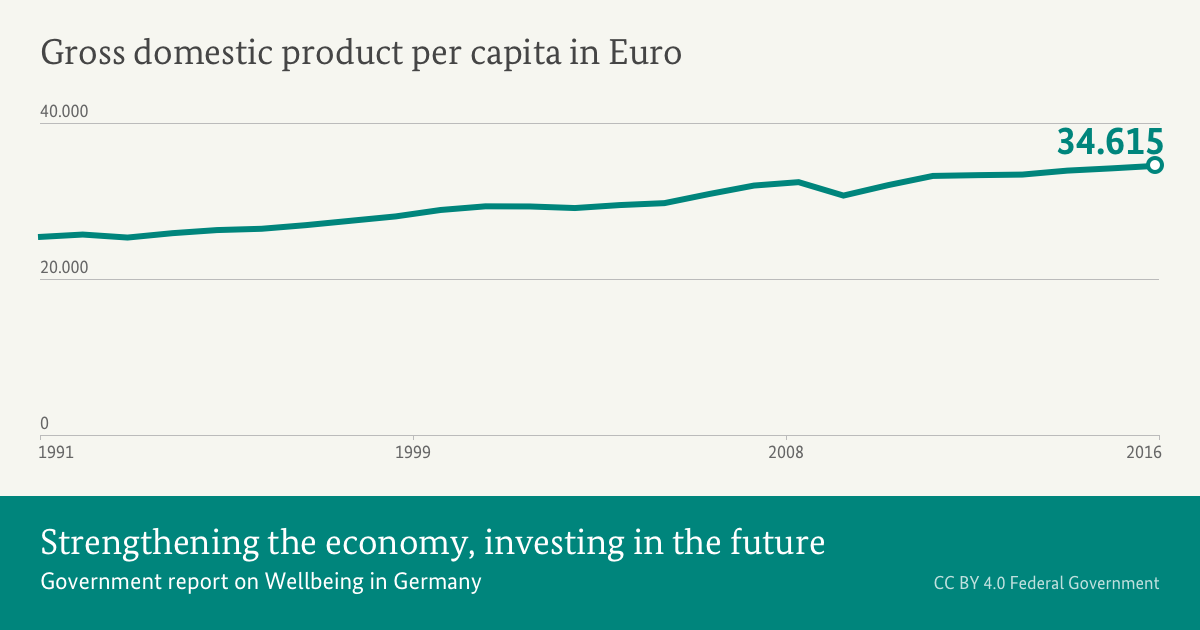 Gross domestic product per capita in Euro
40.000
34.615
20.000
0
1991 1999 2008 2016
Strengthening the economy, investing in the future
Government report on Wellbeing in Germany
CC BY 4.0 Federal Government